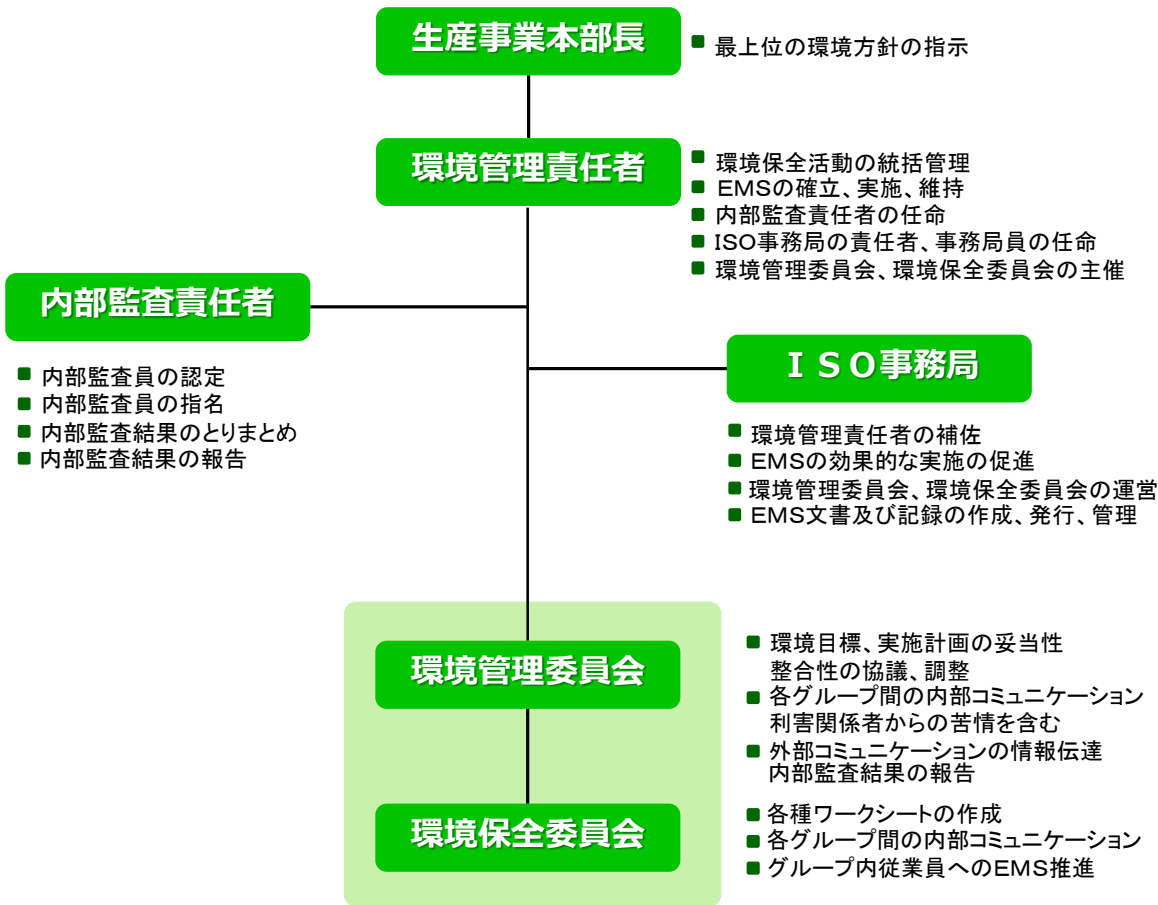 生産事業本部長
最上位の環境方針の指示
環境管理責任者
環境保全活動の統括管理
EMSの確立、実施、維持
内部監査責任者の任命
ISO事務局の責任者、事務局員の任命
環境管理委員会、環境保全委員会の主催
内部監査責任者
内部監査員の認定
内部監査員の指名
内部監査結果のとりまとめ
内部監査結果の報告
ＩＳＯ事務局
環境管理責任者の補佐
EMSの効果的な実施の促進
環境管理委員会、環境保全委員会の運営
EMS文書及び記録の作成、発行、管理
環境管理委員会
環境目標、実施計画の妥当性
整合性の協議、調整
各グループ間の内部コミュニケーション
利害関係者からの苦情を含む
外部コミュニケーションの情報伝達
内部監査結果の報告
環境保全委員会
各種ワークシートの作成
各グループ間の内部コミュニケーション
グループ内従業員へのEMS推進